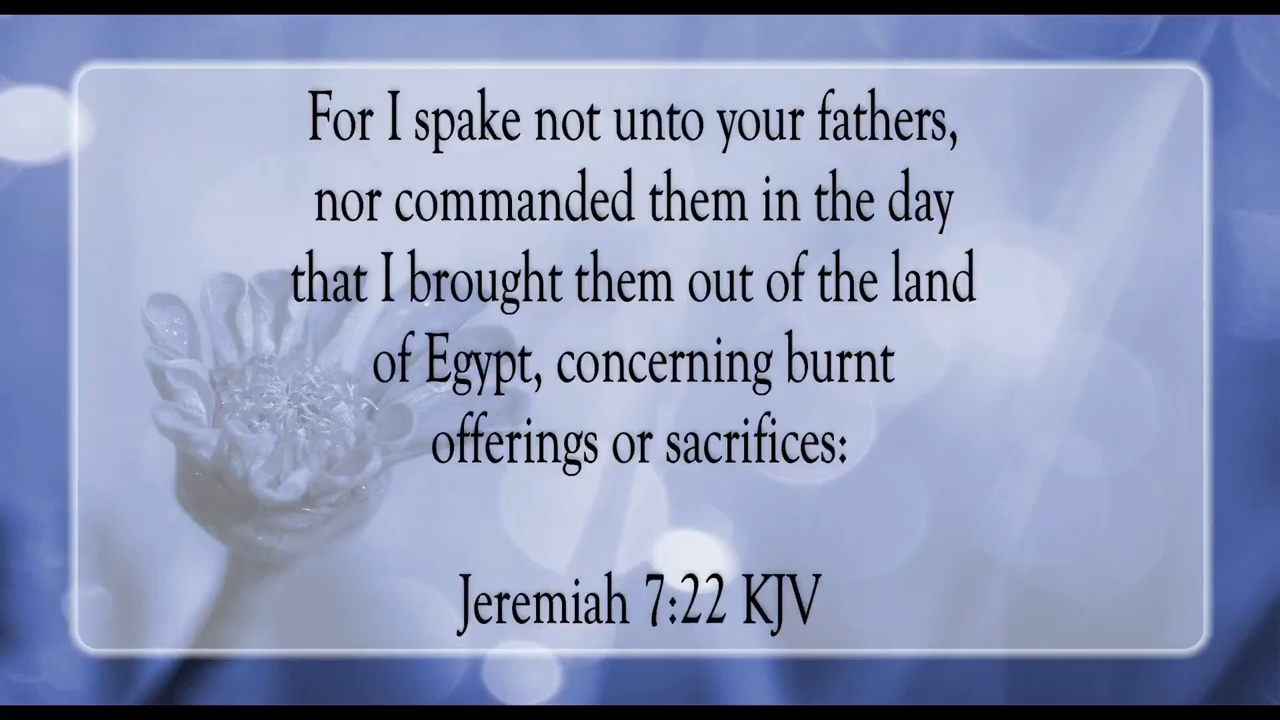 For I spake not unto your fathers,
nor commanded them in the day
that I brought them out of the land
of Egypt, concerning burnt
offerings or sacrifices:
Jeremiah 7:22 KJV